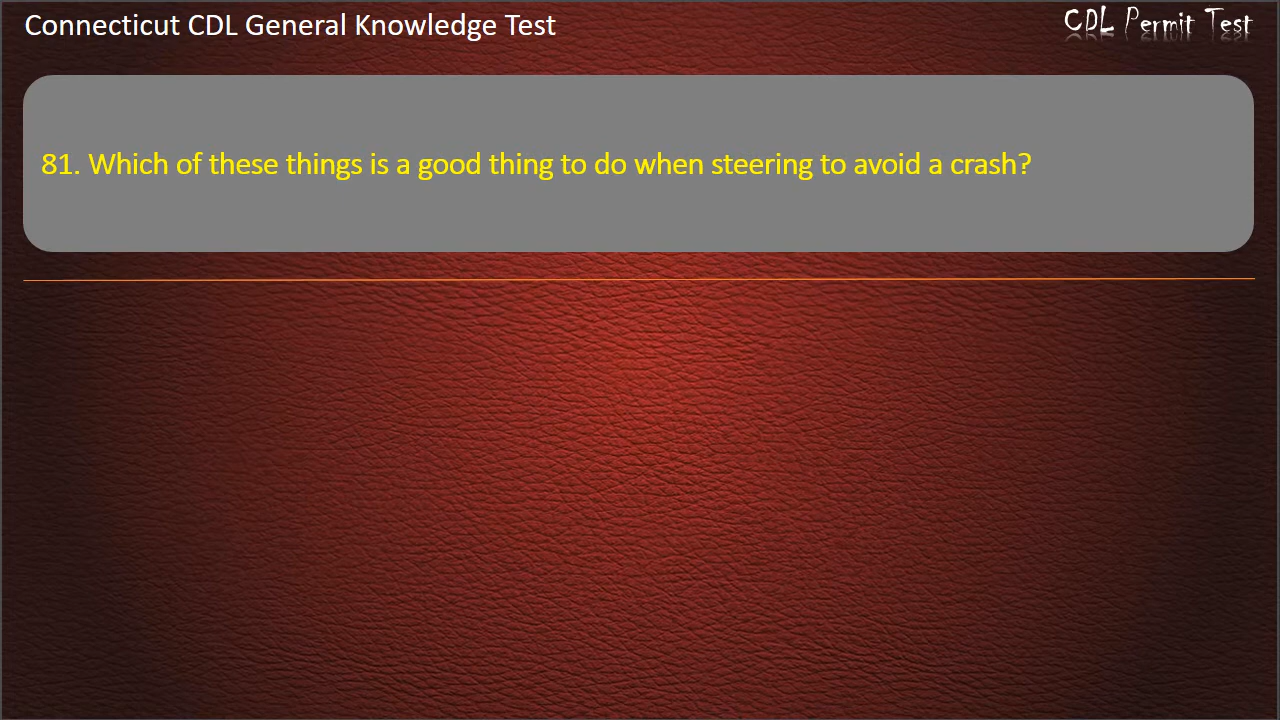 Connecticut CDL General Knowledge Test
CDL Permit Test
81. Which of these things is a good thing to do when steering to avoid a crash?